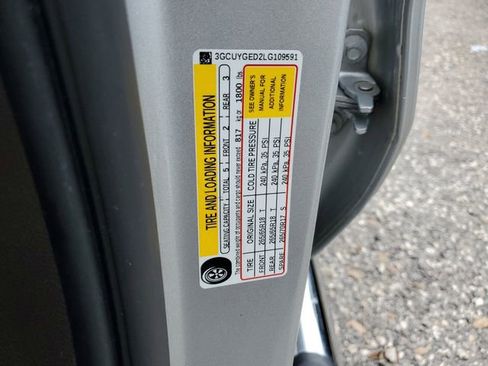 3GCUYGED2LG109591
TIRE AND LOADING INFORMATION
SEATING CAPACITY TOTAL 5 FRONT 2 REAR 3
The combined weight of occupants and cargo should never exceed 817 kg or 1800 lbs
TIRE ORIGINAL SIZE COLD TIRE PRESSURE
FRONT 265/65R18 T 240 kPa, 35 PSI
REAR 265/65R18 T 240 kPa, 35 PSI
SPARE 265/70R17 S 240 kPa, 35 PSI
SEE OWNER'S
MANUAL FOR
ADDITIONAL
INFORMATION